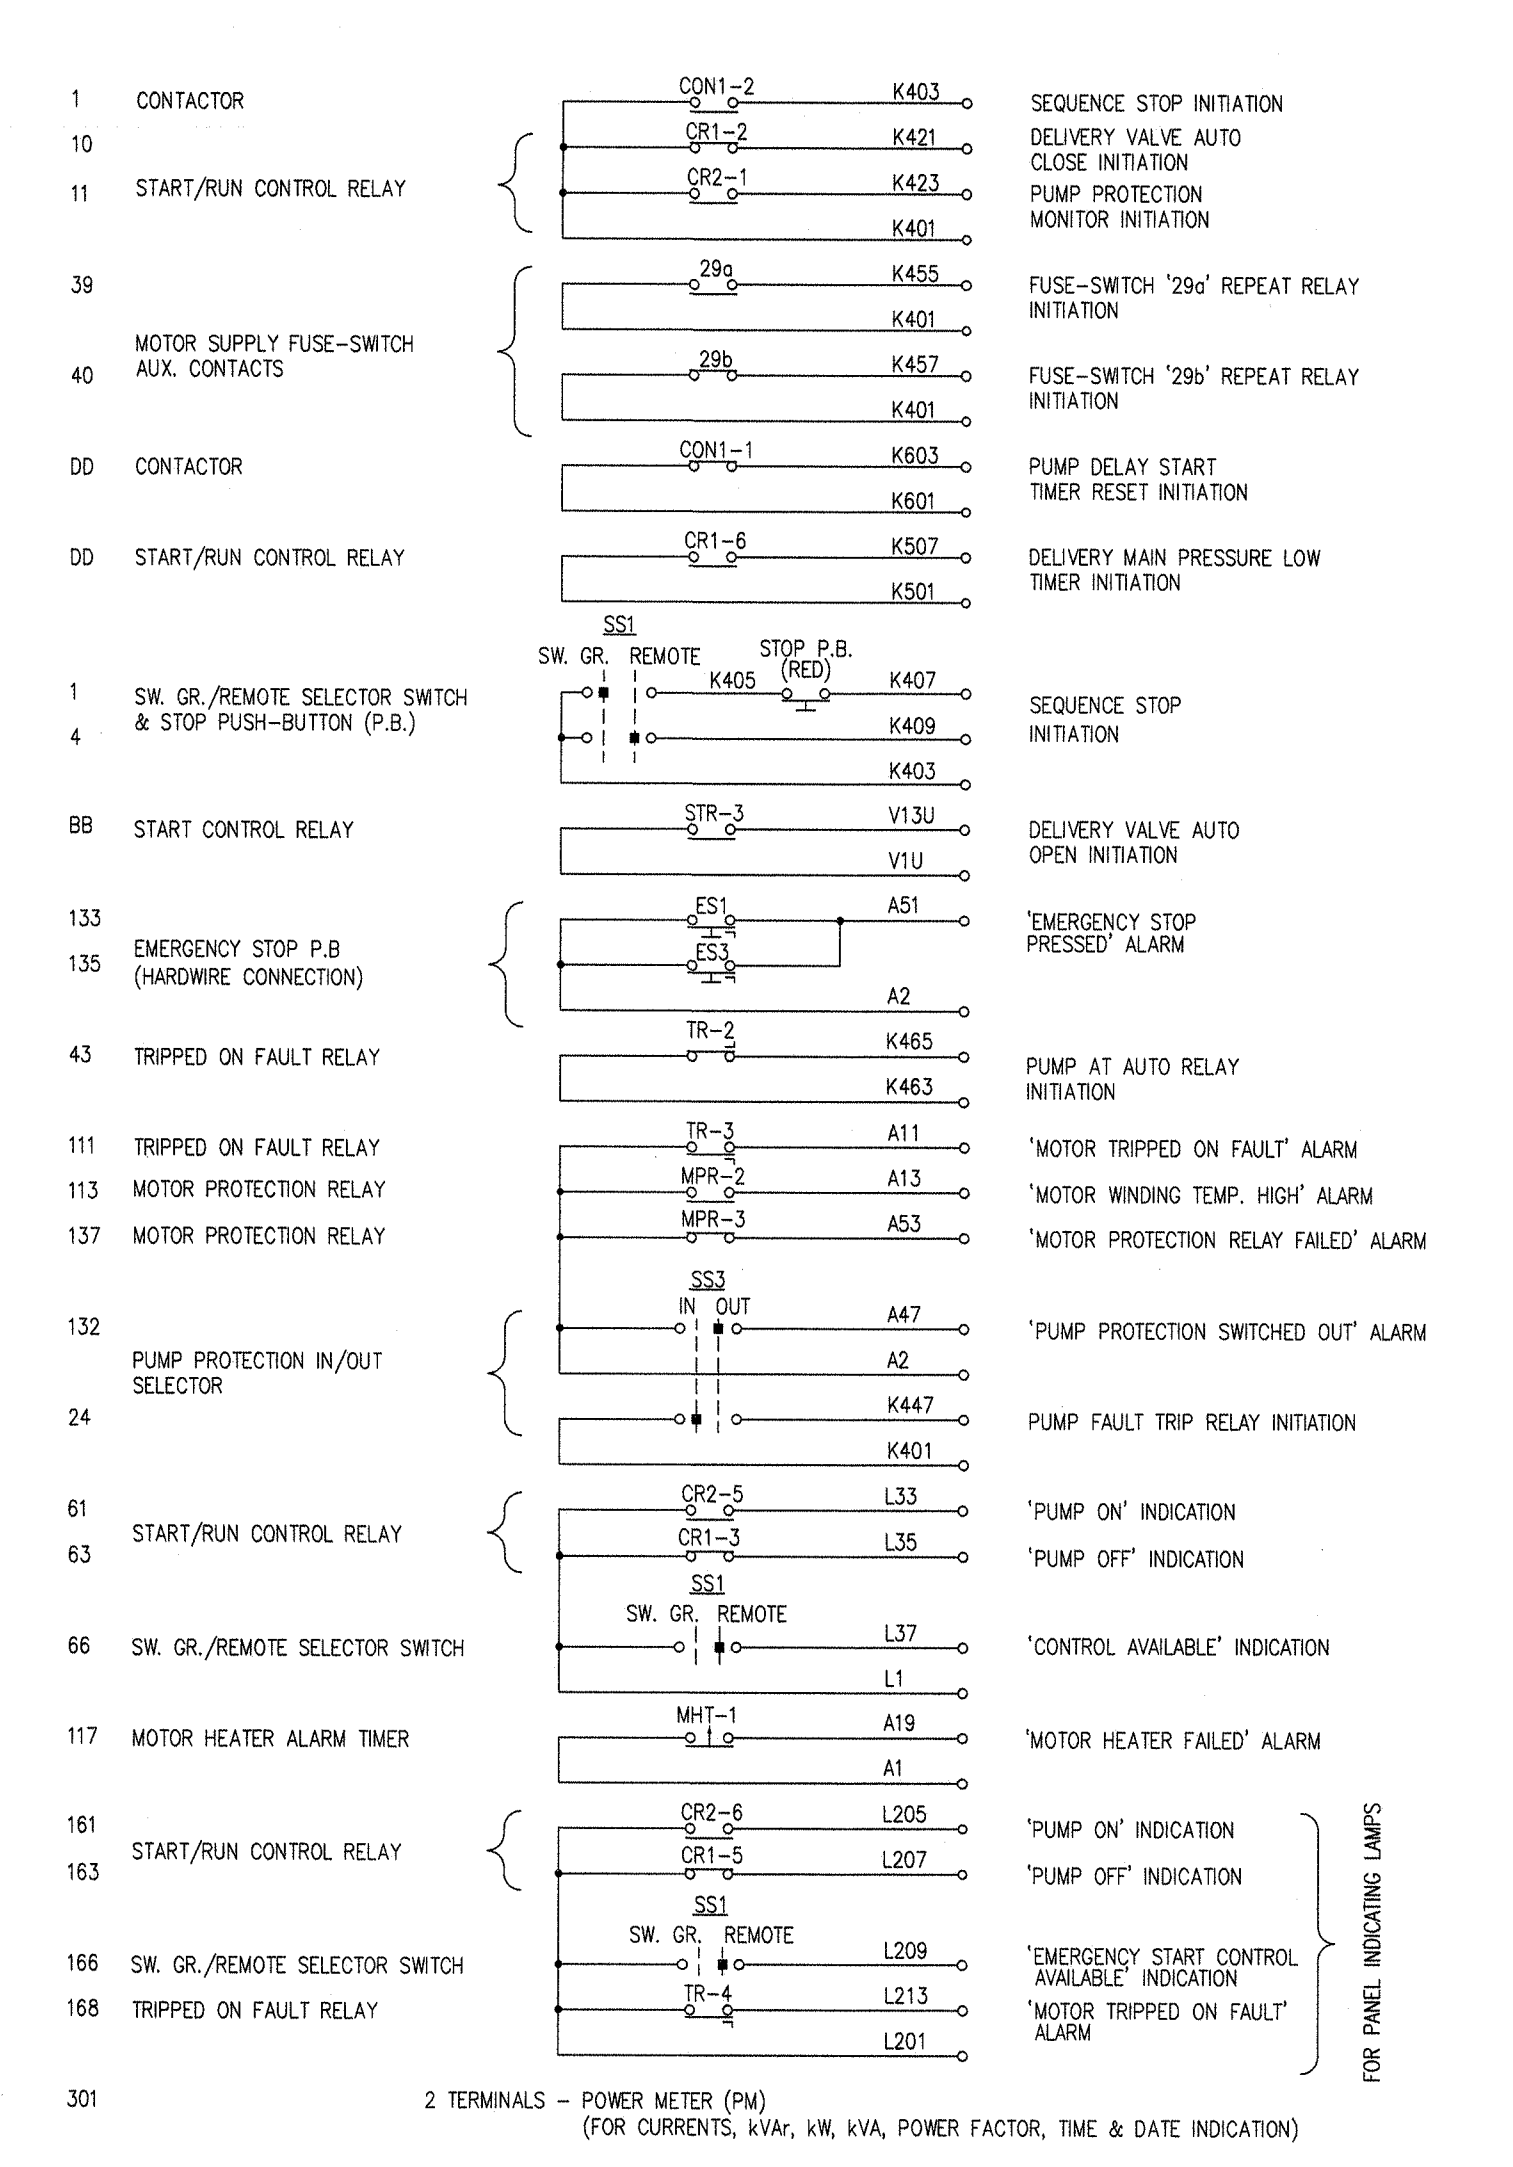 1 CONTACTOR CON1-2 K403 SEQUENCE STOP INITIATION
10 CR1-2 K421 DELIVERY VALVE AUTO
CLOSE INITIATION
11 START/RUN CONTROL RELAY CR2-1 K423 PUMP PROTECTION
MONITOR INITIATION
K401
39 29a K455 FUSE-SWITCH '29a' REPEAT RELAY
INITIATION
K401
MOTOR SUPPLY FUSE-SWITCH
AUX. CONTACTS
40 29b K457 FUSE-SWITCH '29b' REPEAT RELAY
INITIATION
K401
DD CONTACTOR CON1-1 K603 PUMP DELAY START
TIMER RESET INITIATION
K601
DD START/RUN CONTROL RELAY CR1-6 K507 DELIVERY MAIN PRESSURE LOW
TIMER INITIATION
K501
SS1
SW. GR. REMOTE STOP P.B.
(RED)
1 SW. GR./REMOTE SELECTOR SWITCH K405 K407 SEQUENCE STOP
& STOP PUSH-BUTTON (P.B.)
4 K409 INITIATION
K403
BB START CONTROL RELAY STR-3 V13U DELIVERY VALVE AUTO
OPEN INITIATION
V1U
133 ES1 A51 'EMERGENCY STOP
PRESSED' ALARM
EMERGENCY STOP P.B
135 ES3
(HARDWIRE CONNECTION)
A2
43 TRIPPED ON FAULT RELAY TR-2 K465 PUMP AT AUTO RELAY
INITIATION
K463
111 TRIPPED ON FAULT RELAY TR-3 A11 'MOTOR TRIPPED ON FAULT' ALARM
113 MOTOR PROTECTION RELAY MPR-2 A13 'MOTOR WINDING TEMP. HIGH' ALARM
137 MOTOR PROTECTION RELAY MPR-3 A53 'MOTOR PROTECTION RELAY FAILED' ALARM
SS3
IN OUT
132 A47 'PUMP PROTECTION SWITCHED OUT' ALARM
PUMP PROTECTION IN/OUT A2
SELECTOR
24 K447 PUMP FAULT TRIP RELAY INITIATION
K401
61 CR2-5 L33 'PUMP ON' INDICATION
START/RUN CONTROL RELAY
63 CR1-3 L35 'PUMP OFF' INDICATION
SS1
SW. GR. REMOTE
66 SW. GR./REMOTE SELECTOR SWITCH L37 'CONTROL AVAILABLE' INDICATION
L1
117 MOTOR HEATER ALARM TIMER MHT-1 A19 'MOTOR HEATER FAILED' ALARM
A1
161 CR2-6 L205 'PUMP ON' INDICATION
START/RUN CONTROL RELAY
163 CR1-5 L207 'PUMP OFF' INDICATION
SS1
SW. GR. REMOTE
166 SW. GR./REMOTE SELECTOR SWITCH L209 'EMERGENCY START CONTROL
AVAILABLE' INDICATION
168 TRIPPED ON FAULT RELAY TR-4 L213 'MOTOR TRIPPED ON FAULT'
ALARM
L201
FOR PANEL INDICATING LAMPS
301 2 TERMINALS - POWER METER (PM)
(FOR CURRENTS, kVAr, kW, kVA, POWER FACTOR, TIME & DATE INDICATION)